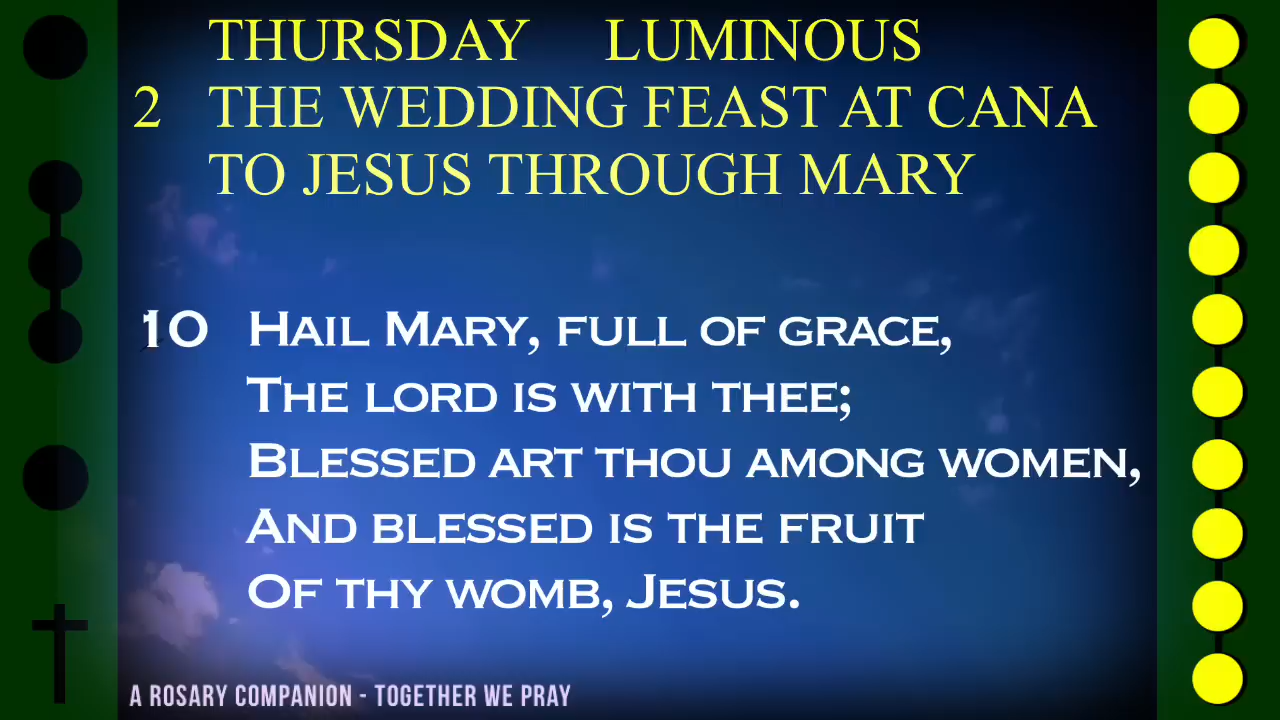 THURSDAY LUMINOUS
2 THE WEDDING FEAST AT CANA
TO JESUS THROUGH MARY
10 HAIL MARY, FULL OF GRACE,
THE LORD IS WITH THEE;
BLESSED ART THOU AMONG WOMEN,
AND BLESSED IS THE FRUIT
OF THY WOMB, JESUS.
A ROSARY COMPANION - TOGETHER WE PRAY